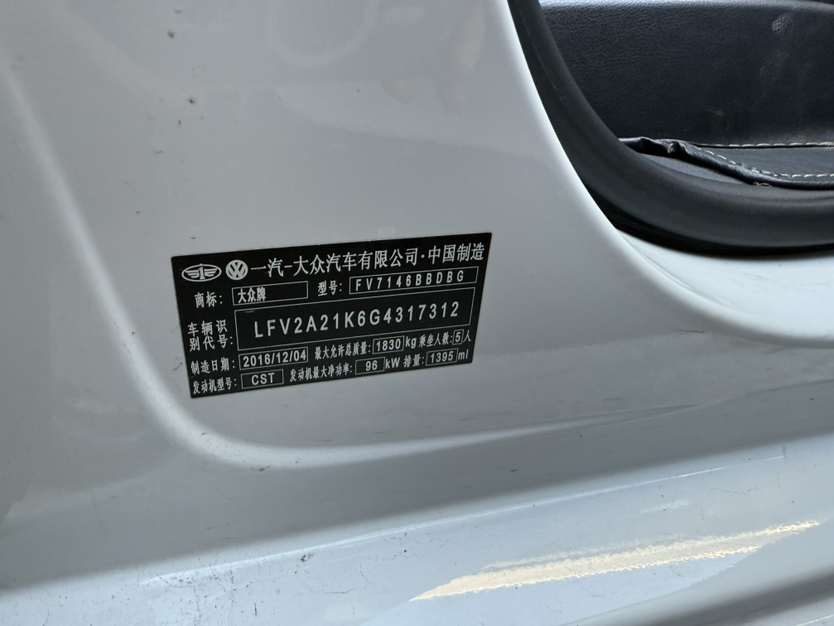 一汽-大众汽车有限公司·中国制造
商标: 大众牌 型号: FV7146BBDBG
车辆识别代号: LFV2A21K6G4317312
制造日期: 2016/12/04 最大允许总质量: 1830 kg 乘坐人数: 5 人
发动机型号: CST 发动机最大净功率: 96 kW 排量: 1395 ml